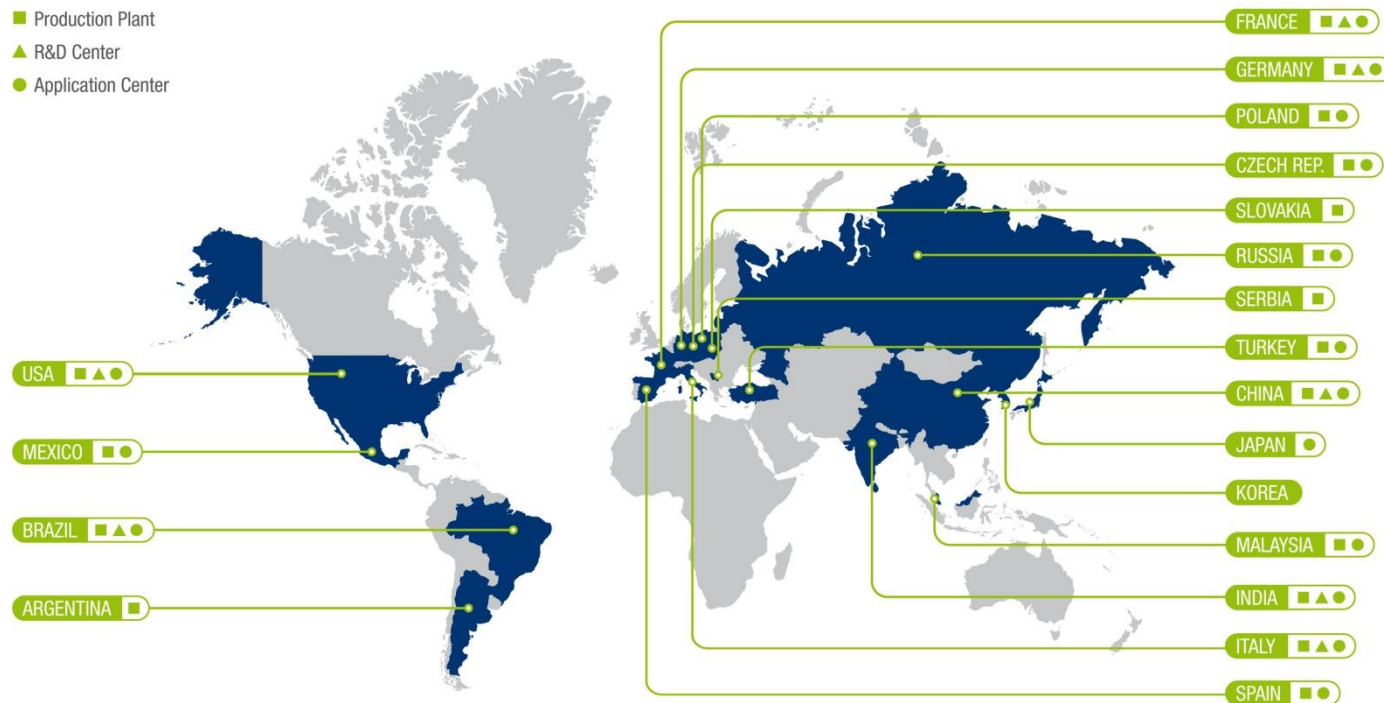 Production Plant
R&D Center
Application Center
USA
MEXICO
BRAZIL
ARGENTINA
FRANCE
GERMANY
POLAND
CZECH REP.
SLOVAKIA
RUSSIA
SERBIA
TURKEY
CHINA
JAPAN
KOREA
MALAYSIA
INDIA
ITALY
SPAIN